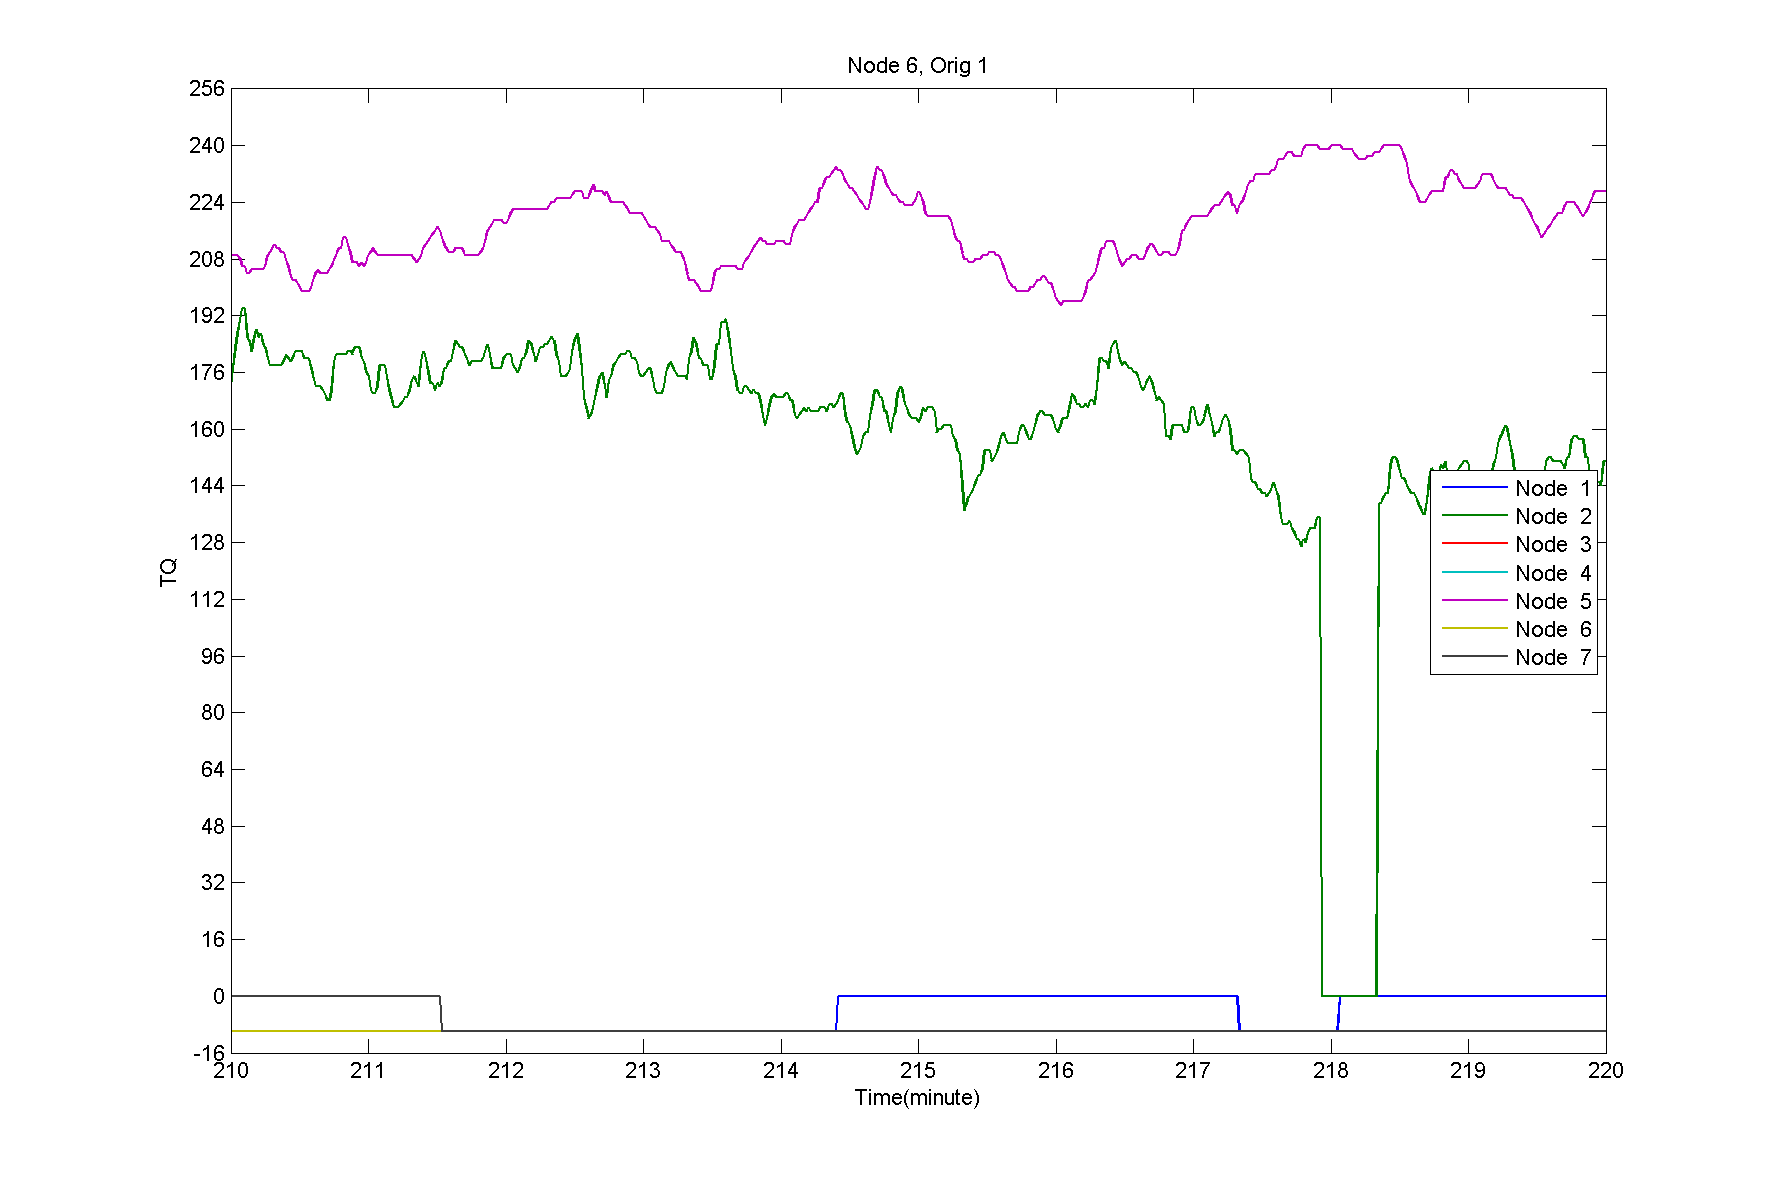 Node 6, Orig 1
256
240
224
208
192
176
160
144
128
112
96
80
64
48
32
16
0
-16
TQ
Node 1
Node 2
Node 3
Node 4
Node 5
Node 6
Node 7
210 211 212 213 214 215 216 217 218 219 220
Time(minute)